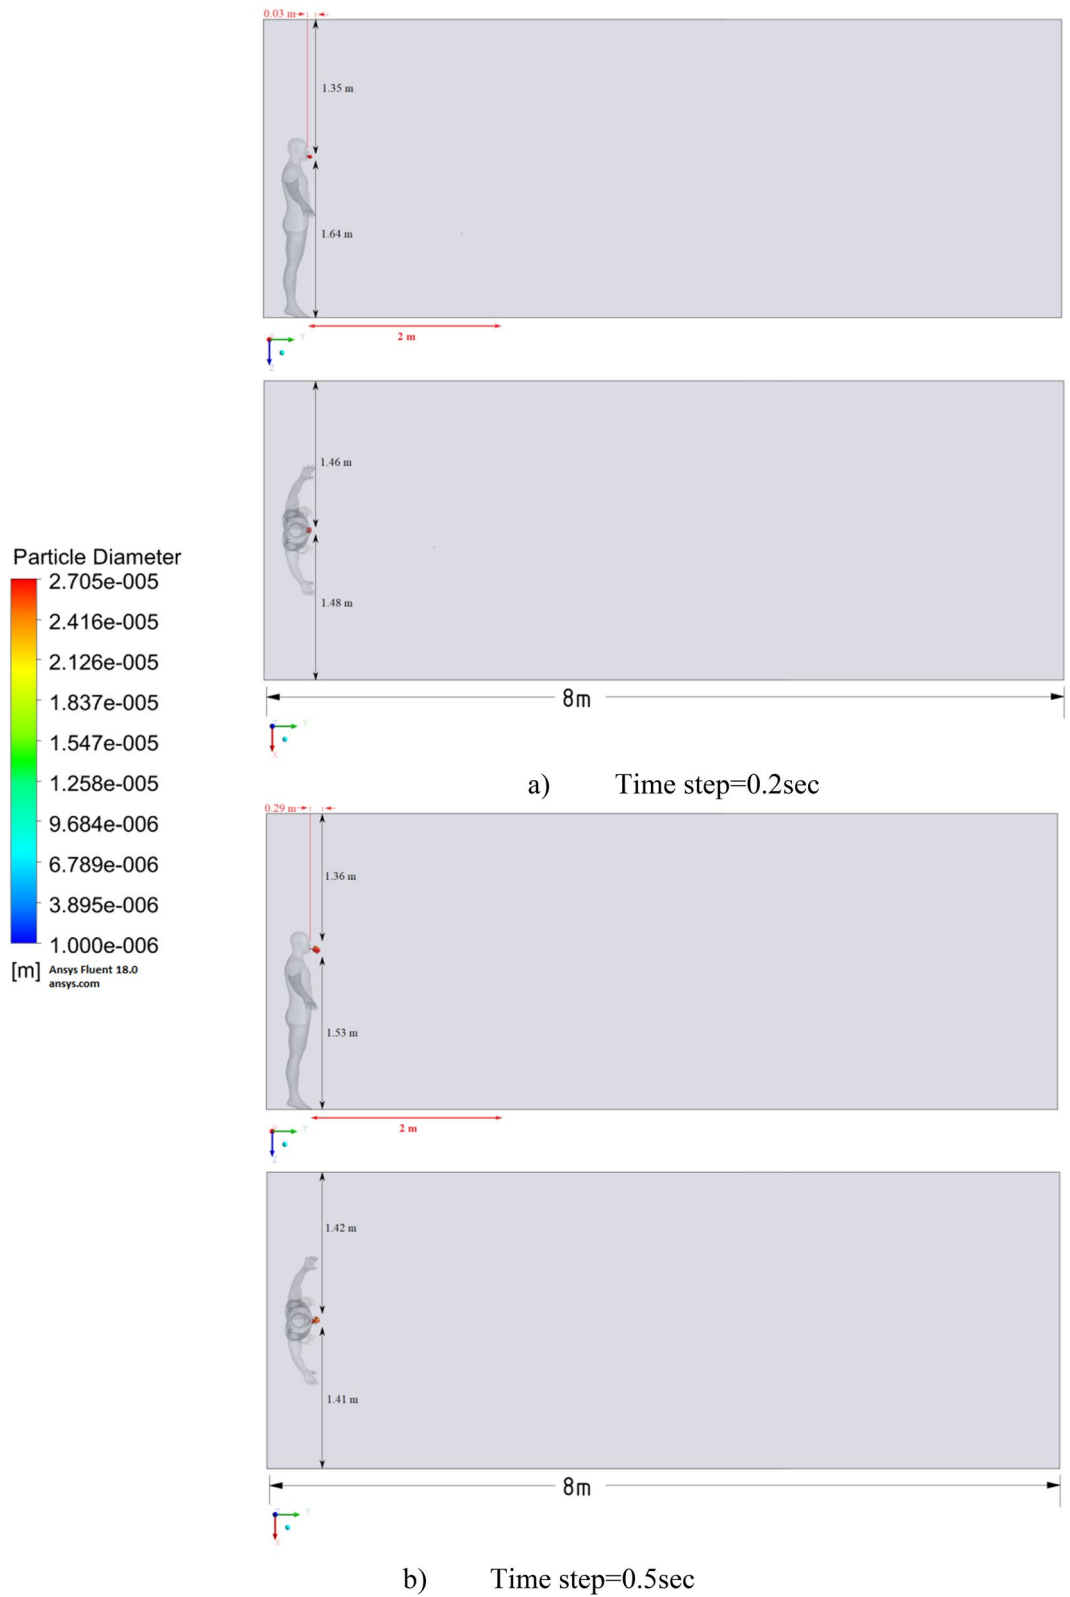 0.03 m
1.35 m
1.64 m
2 m
Y
Z
1.46 m
1.48 m
8m
Y
X
Particle Diameter
2.705e-005
2.416e-005
2.126e-005
1.837e-005
1.547e-005
1.258e-005
9.684e-006
6.789e-006
3.895e-006
1.000e-006
[m]
Ansys Fluent 18.0
ansys.com
a) Time step=0.2sec
0.29 m
1.36 m
1.53 m
2 m
Y
Z
1.42 m
1.41 m
8m
Y
X
b) Time step=0.5sec